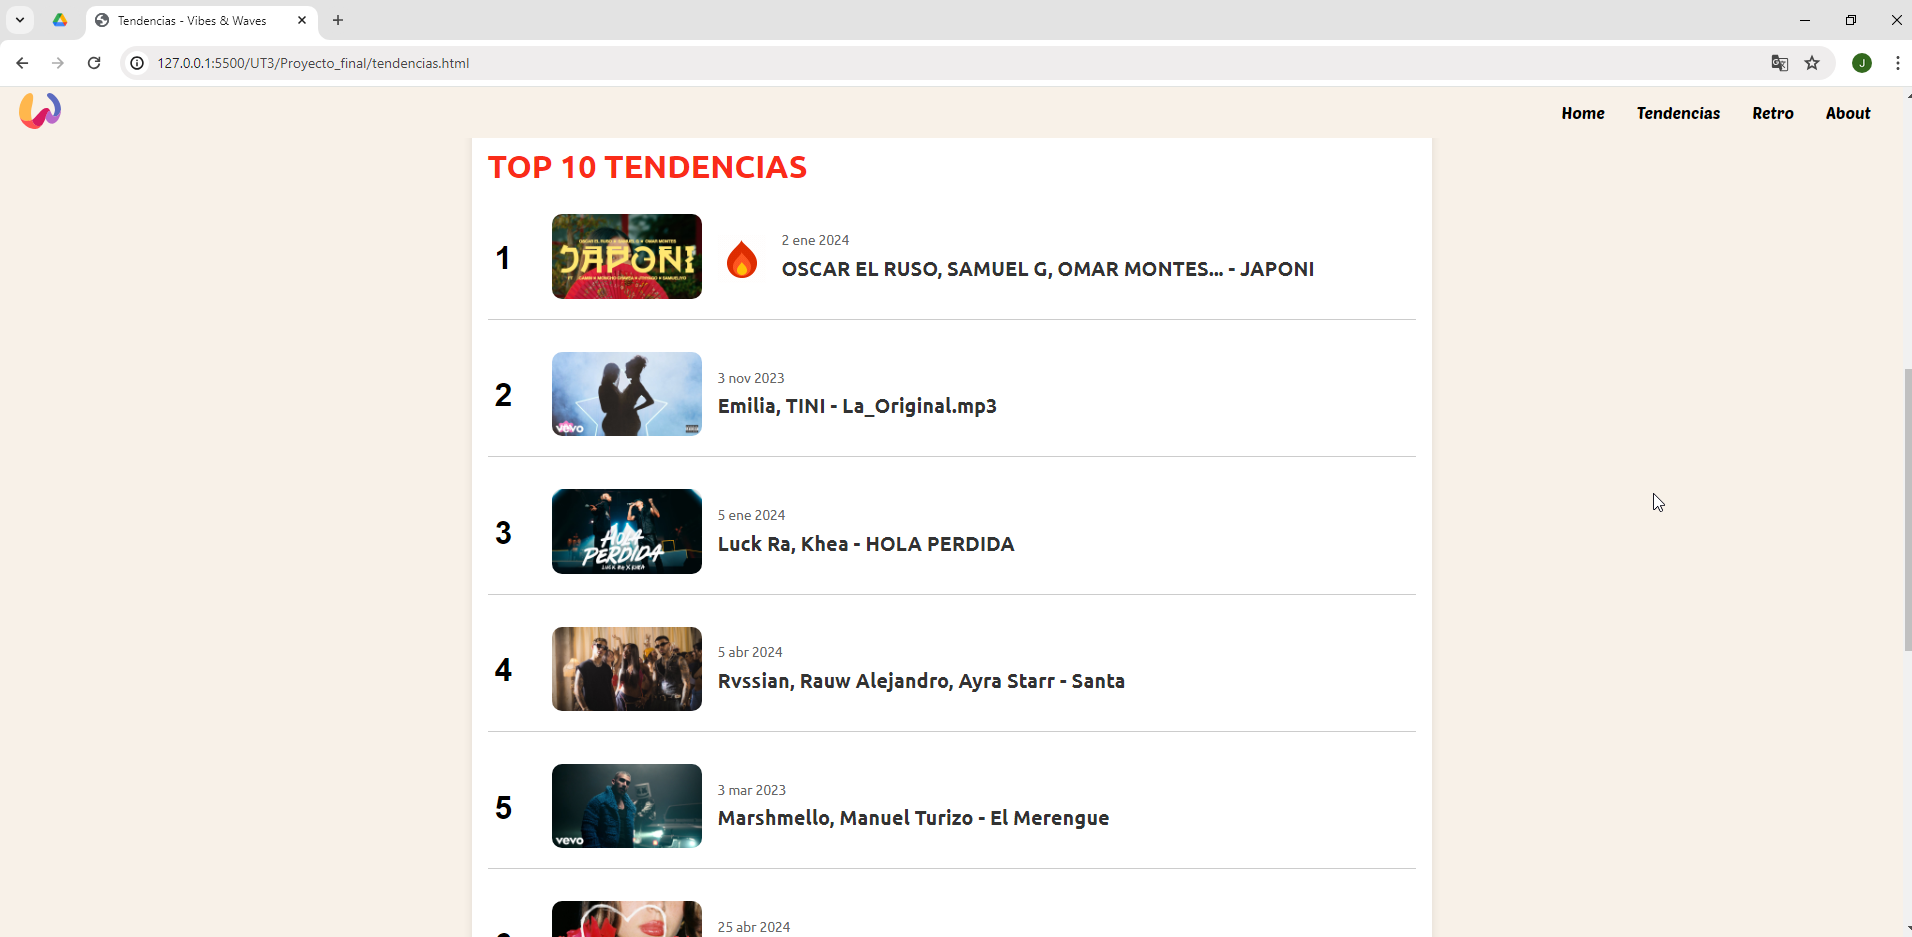 Tendencias - Vibes & Waves
127.0.0.1:5500/UT3/Proyecto_final/tendencias.html
J
Home Tendencias Retro About
TOP 10 TENDENCIAS
1
JAPONI
2 ene 2024
OSCAR EL RUSO, SAMUEL G, OMAR MONTES... - JAPONI
2
vevo
3 nov 2023
Emilia, TINI - La_Original.mp3
3
HOLA
PERDIDA
LUCK RA X KHEA
5 ene 2024
Luck Ra, Khea - HOLA PERDIDA
4
5 abr 2024
Rvssian, Rauw Alejandro, Ayra Starr - Santa
5
vevo
3 mar 2023
Marshmello, Manuel Turizo - El Merengue
25 abr 2024